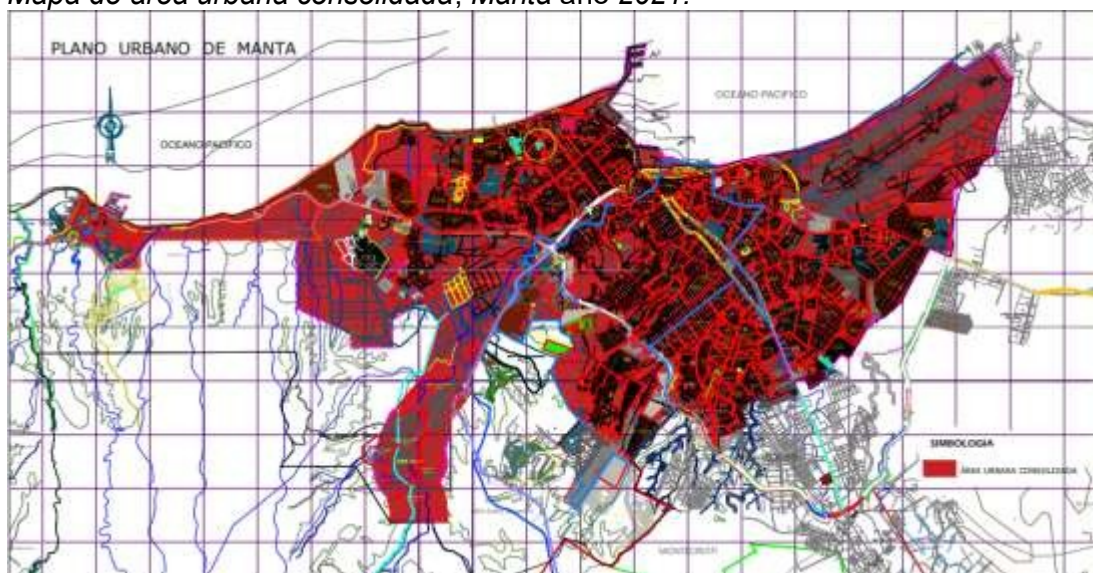 Mapa de área urbana consolidada, Manta año 2021.
PLANO URBANO DE MANTA
OCEANO PACIFICO
OCEANO PACIFICO
SIMBOLOGIA
ÁREA URBANA CONSOLIDADA
MONTECRISTI